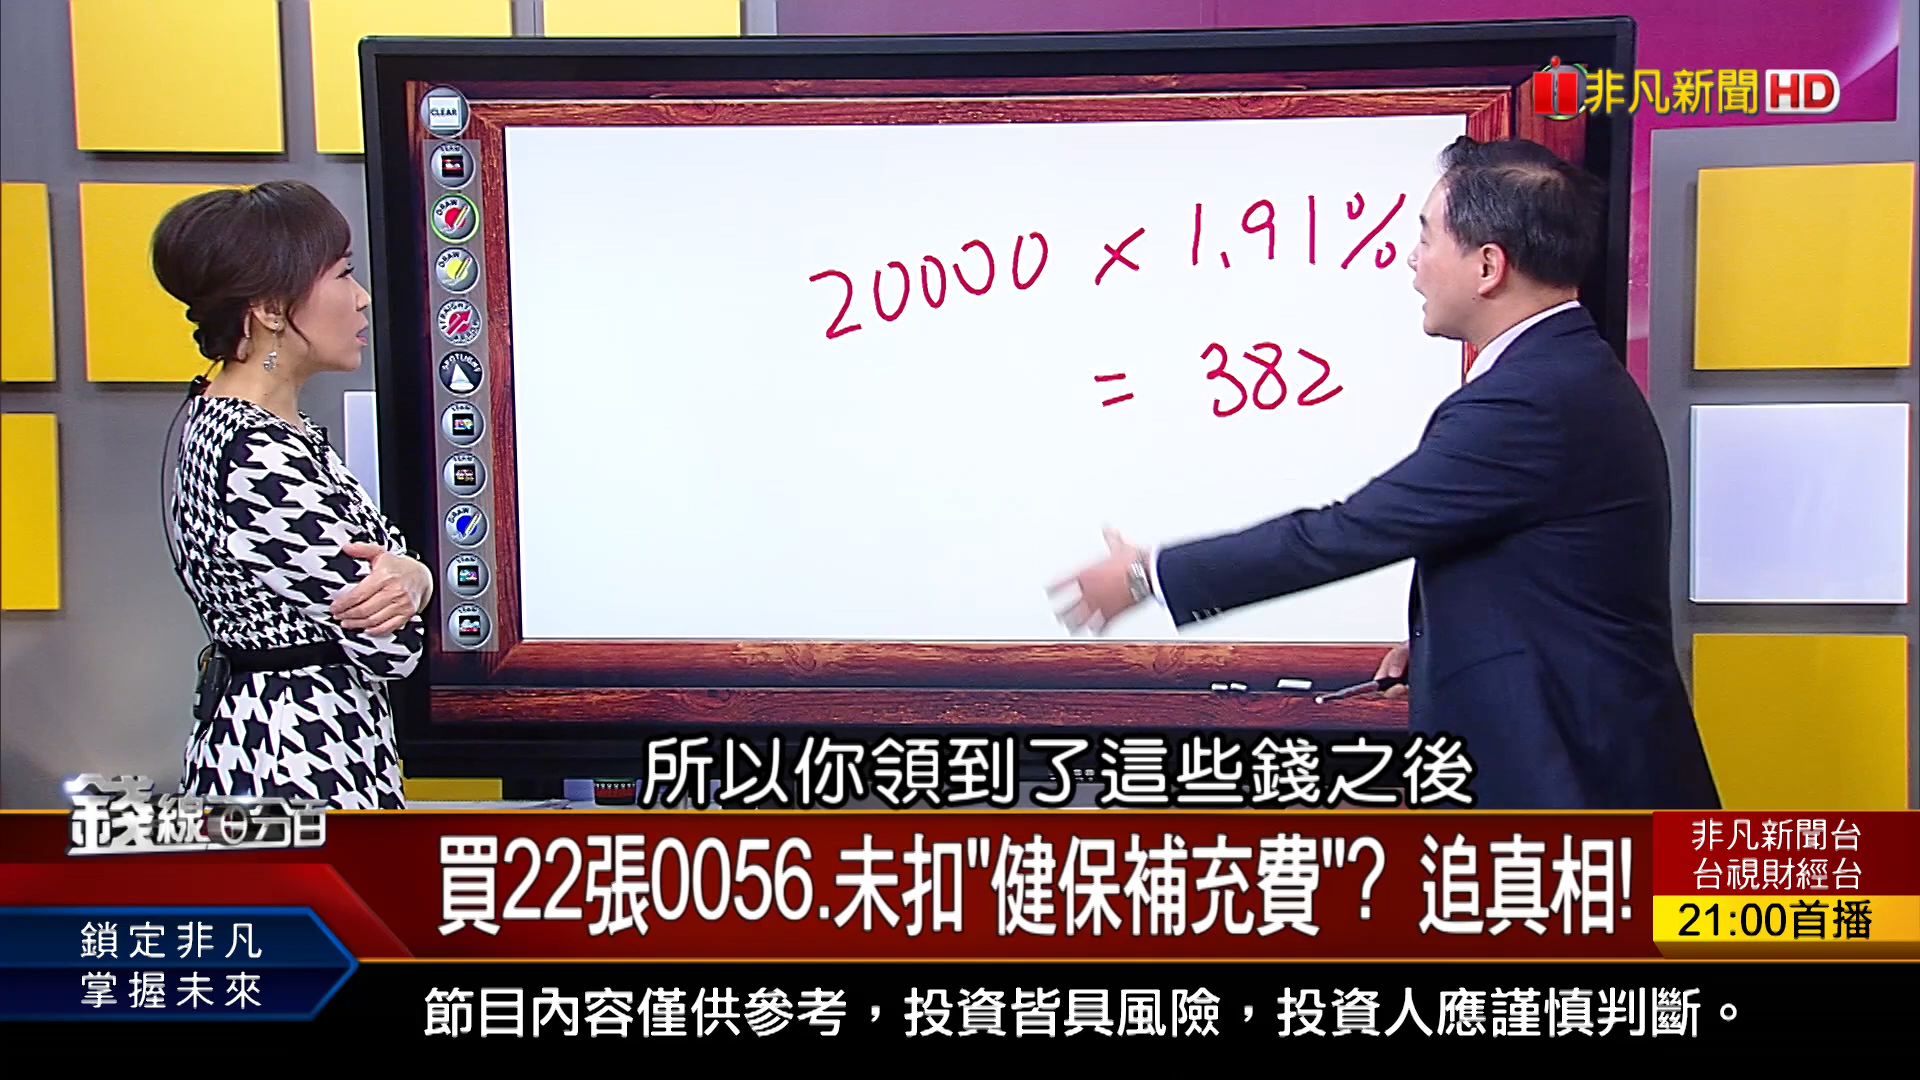 非凡新聞HD
CLEAR
DRAW
DRAW
SPOTLIGHT
DRAW
20000 × 1.91%
= 382
所以你領到了這些錢之後
錢線百分百
買22張0056.未扣"健保補充費"? 追真相!
非凡新聞台
台視財經台
21:00首播
鎖定非凡
掌握未來
節目內容僅供參考，投資皆具風險，投資人應謹慎判斷。